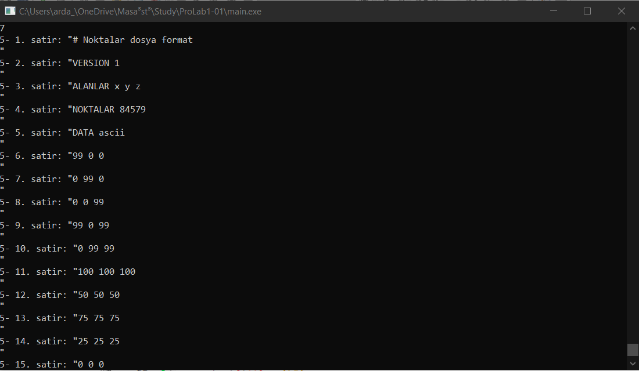 C:\Users\arda_\OneDrive\Masa³st³\Study\ProLab1-01\main.exe
7
5- 1. satir: "# Noktalar dosya format
"
5- 2. satir: "VERSION 1
"
5- 3. satir: "ALANLAR x y z
"
5- 4. satir: "NOKTALAR 84579
"
5- 5. satir: "DATA ascii
"
5- 6. satir: "99 0 0
"
5- 7. satir: "0 99 0
"
5- 8. satir: "0 0 99
"
5- 9. satir: "99 0 99
"
5- 10. satir: "0 99 99
"
5- 11. satir: "100 100 100
"
5- 12. satir: "50 50 50
"
5- 13. satir: "75 75 75
"
5- 14. satir: "25 25 25
"
5- 15. satir: "0 0 0